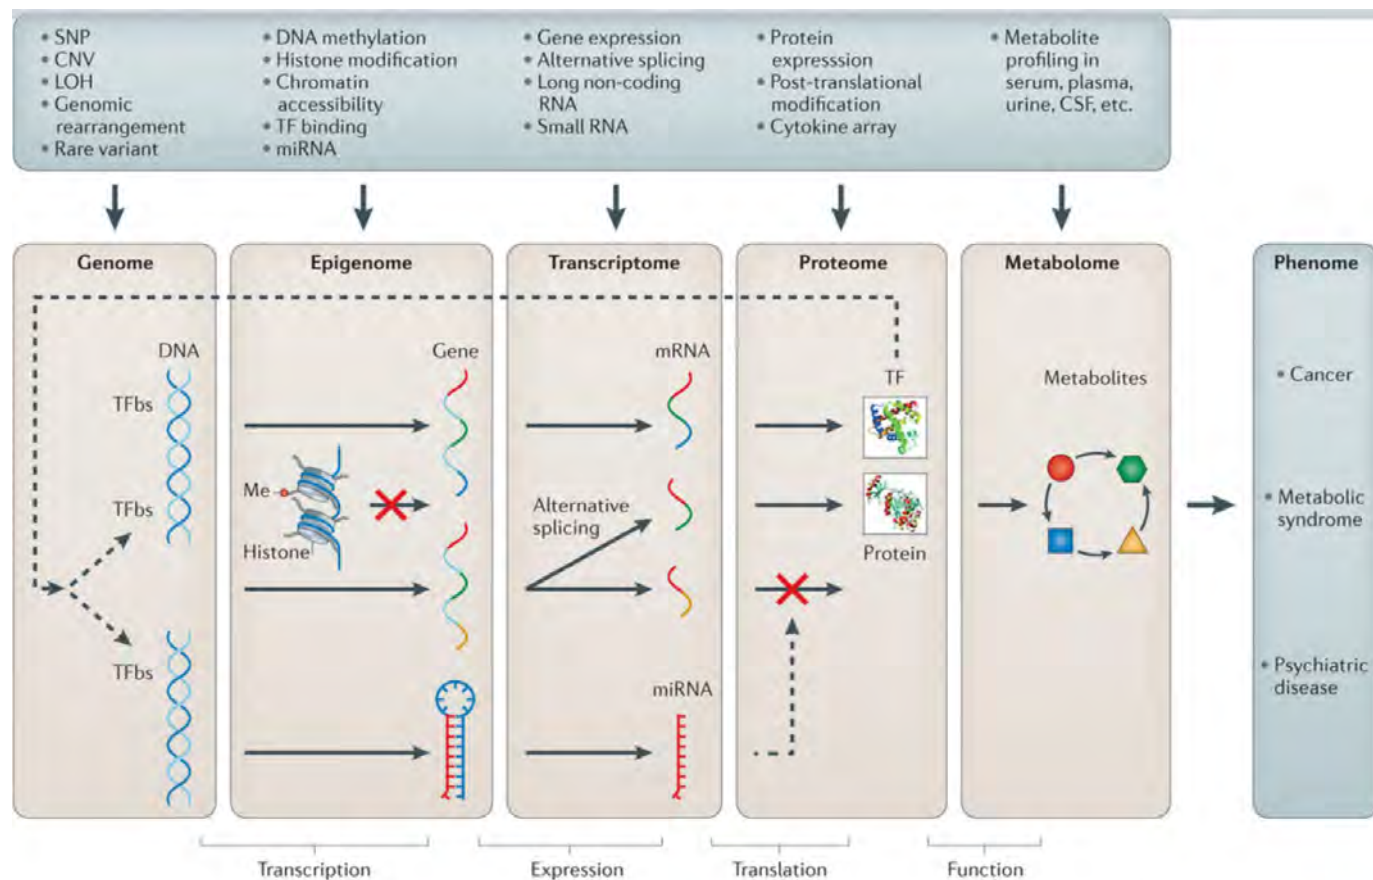 • SNP
• CNV
• LOH
• Genomic
rearrangement
• Rare variant
• DNA methylation
• Histone modification
• Chromatin
accessibility
• TF binding
• miRNA
• Gene expression
• Alternative splicing
• Long non-coding
RNA
• Small RNA
• Protein
expresssion
• Post-translational
modification
• Cytokine array
• Metabolite
profiling in
serum, plasma,
urine, CSF, etc.
Genome
Epigenome
Transcriptome
Proteome
Metabolome
Phenome
DNA
TFbs
TFbs
TFbs
Gene
Me
Histone
mRNA
Alternative
splicing
miRNA
TF
Protein
Metabolites
• Cancer
• Metabolic
syndrome
• Psychiatric
disease
Transcription
Expression
Translation
Function